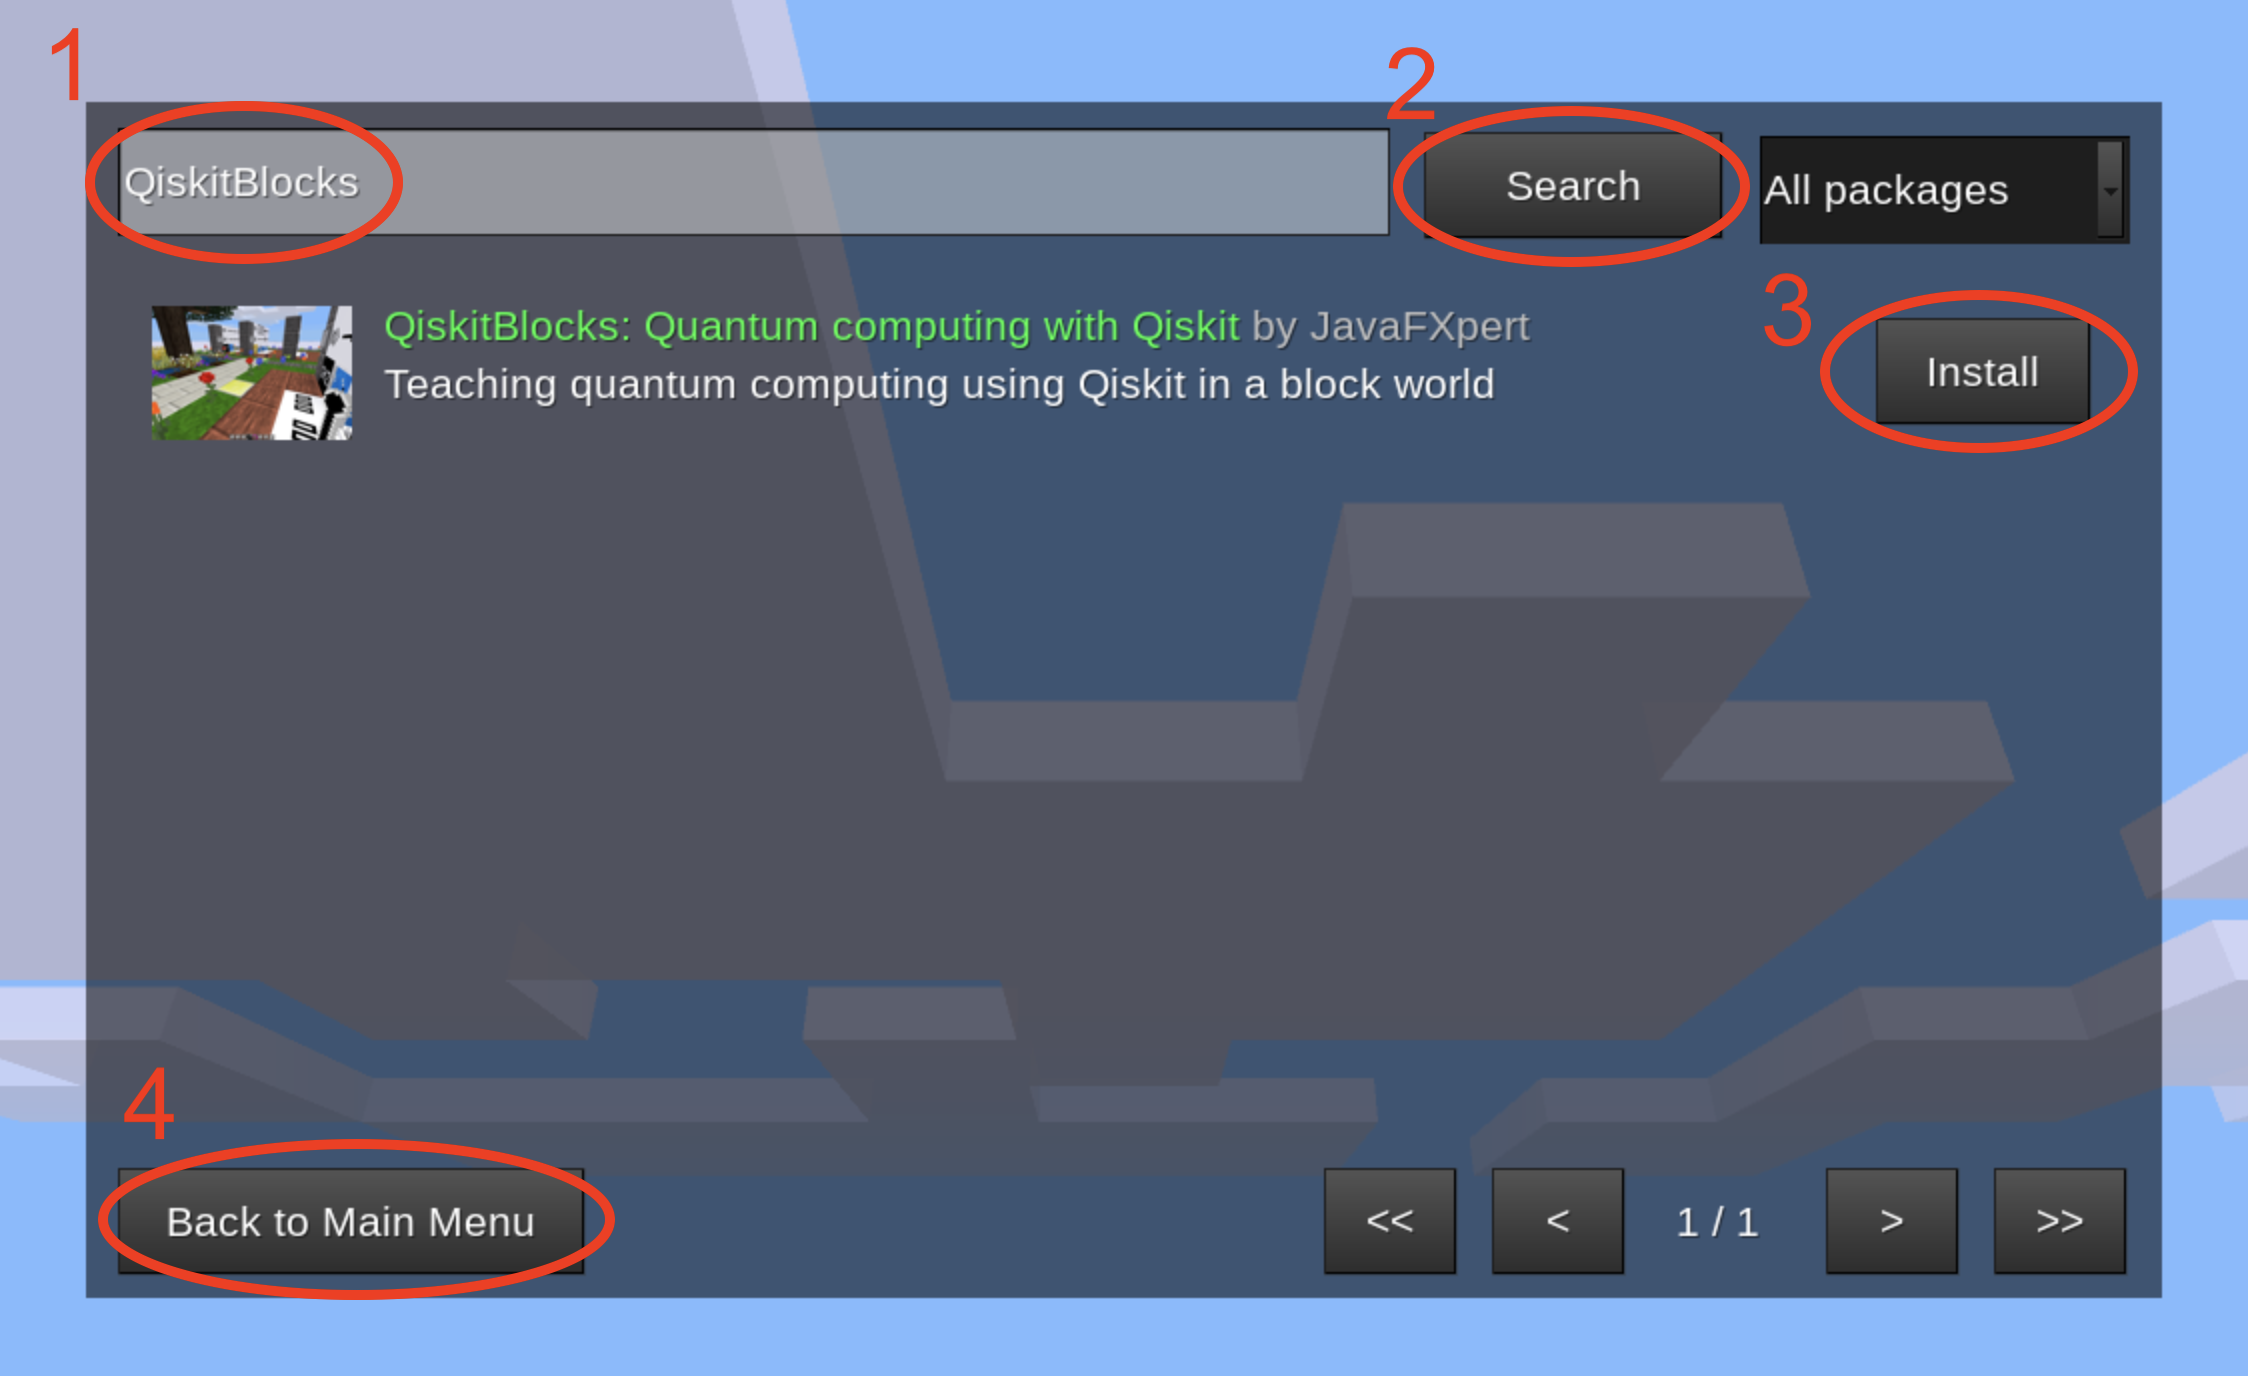 1
2
QiskitBlocks
Search
All packages
3
QiskitBlocks: Quantum computing with Qiskit by JavaFXpert
Teaching quantum computing using Qiskit in a block world
Install
4
Back to Main Menu
<<
<
1 / 1
>
>>